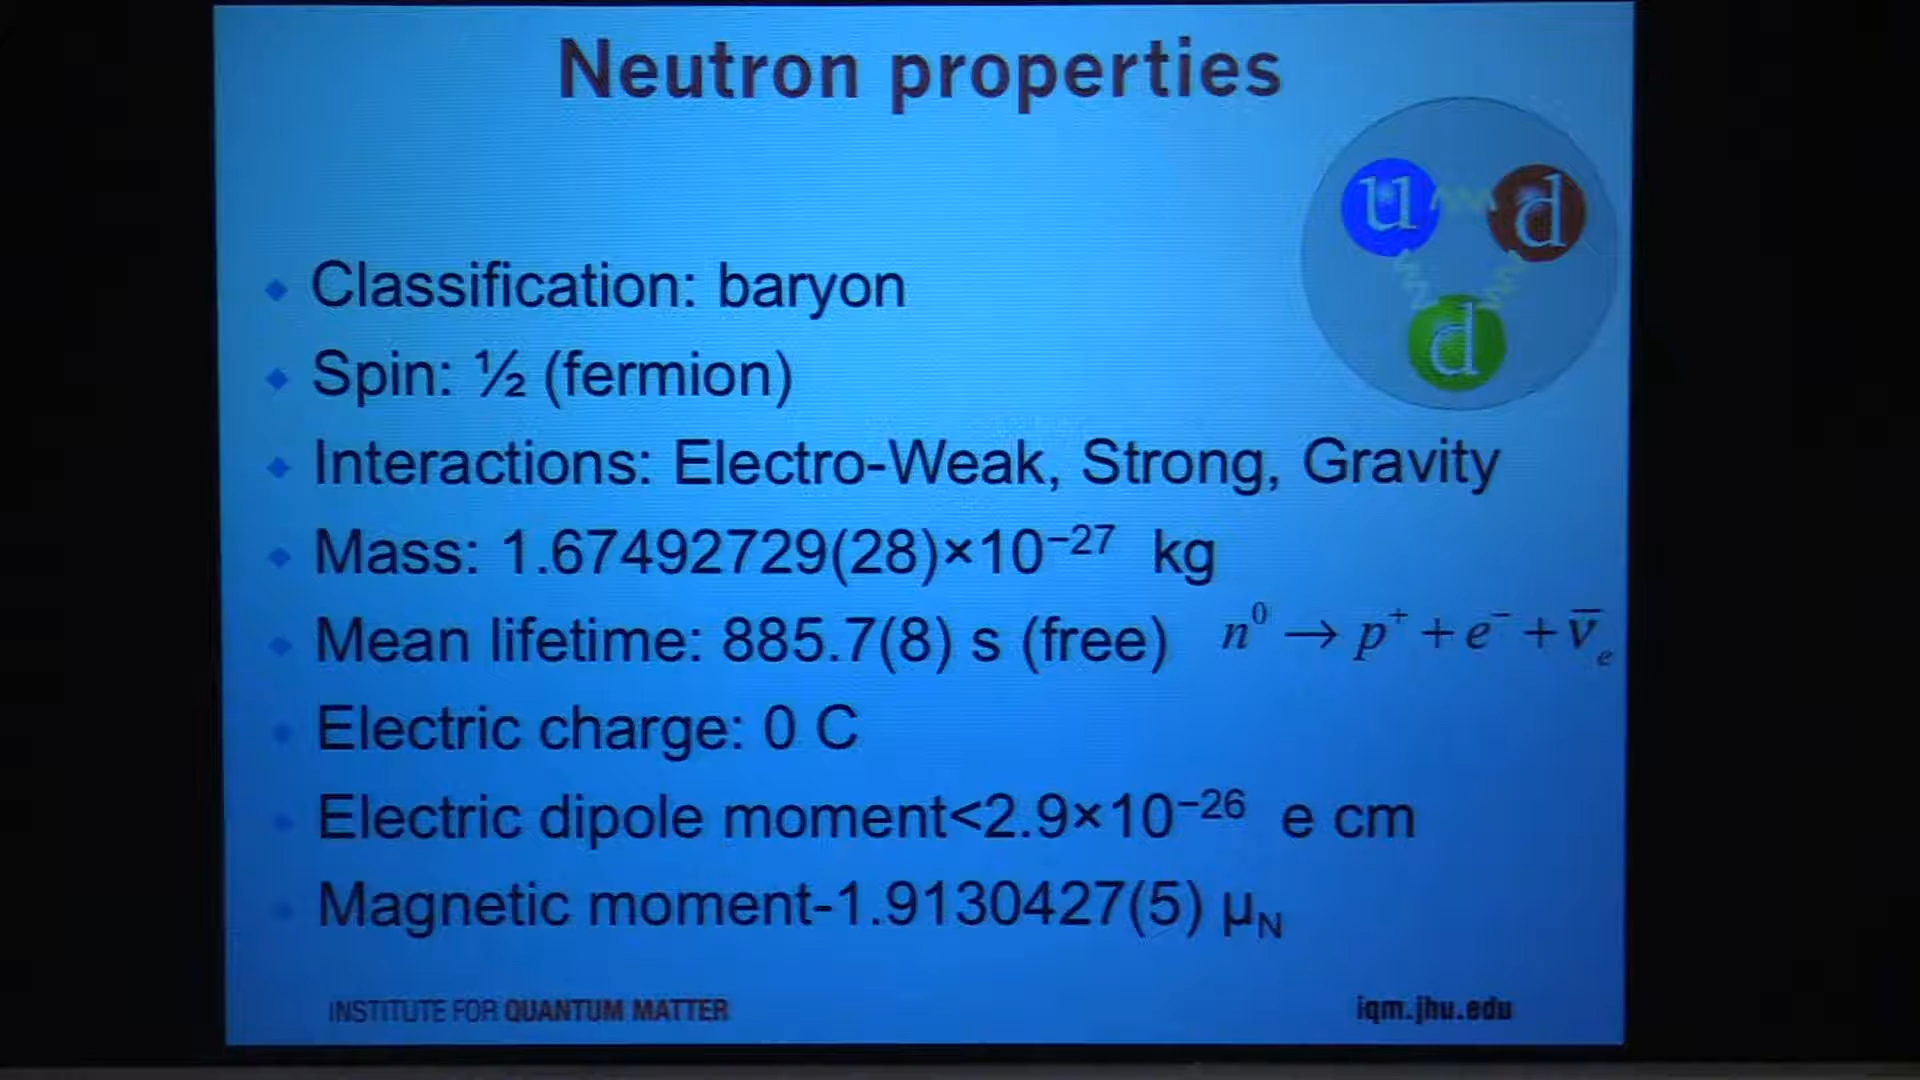 Neutron properties
u d
d
Classification: baryon
Spin: ½ (fermion)
Interactions: Electro-Weak, Strong, Gravity
Mass: 1.67492729(28)×10⁻²⁷ kg
Mean lifetime: 885.7(8) s (free) n⁰ → p⁺ + e⁻ + ν̅ₑ
Electric charge: 0 C
Electric dipole moment<2.9×10⁻²⁶ e cm
Magnetic moment-1.9130427(5) μN
INSTITUTE FOR QUANTUM MATTER iqm.jhu.edu